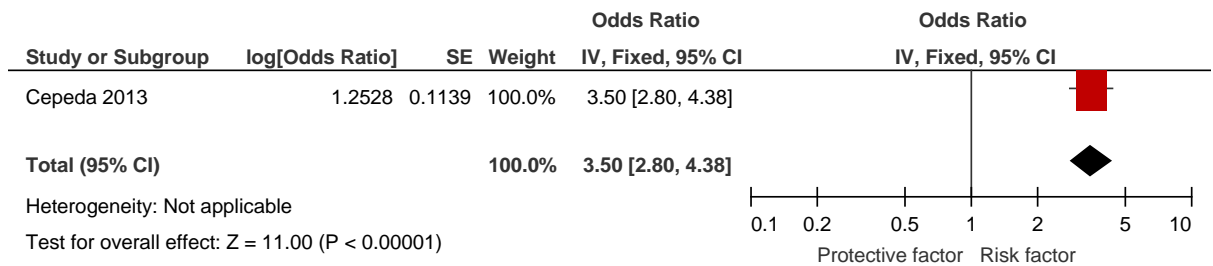 Odds Ratio Odds Ratio
Study or Subgroup log[Odds Ratio] SE Weight IV, Fixed, 95% CI IV, Fixed, 95% CI
Cepeda 2013 1.2528 0.1139 100.0% 3.50 [2.80, 4.38]
Total (95% CI) 100.0% 3.50 [2.80, 4.38]
Heterogeneity: Not applicable
Test for overall effect: Z = 11.00 (P < 0.00001)
0.1 0.2 0.5 1 2 5 10
Protective factor Risk factor